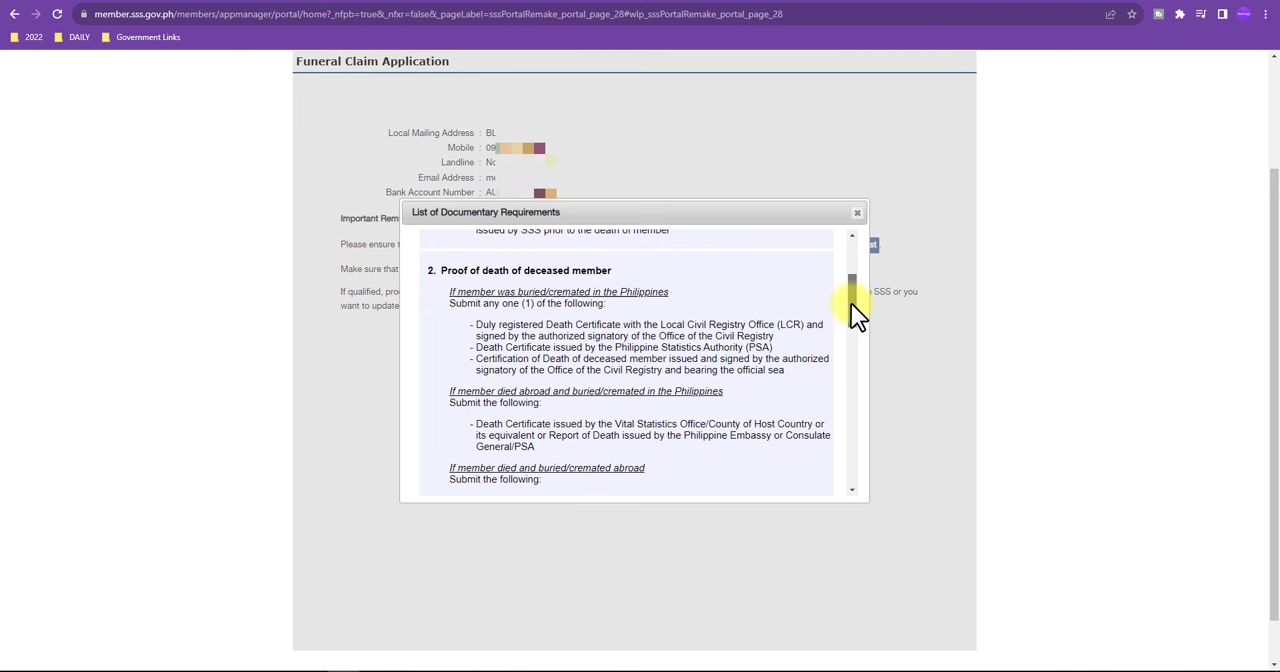 member.sss.gov.ph/members/appmanager/portal/home?_nfpb=true&_nfxr=false&_pageLabel=sssPortalRemake_portal_page_28#wlp_sssPortalRemake_portal_page_28
2022 DAILY Government Links
Funeral Claim Application
Local Mailing Address : BL
Mobile : 09
Landline : Nc
Email Address : me
Bank Account Number : AU
List of Documentary Requirements
Important Rem
issued by SSS prior to the death of member
Please ensure t
st
Make sure that
2. Proof of death of deceased member
If qualified, pro
n SSS or you
want to update
If member was buried/cremated in the Philippines
Submit any one (1) of the following:
- Duly registered Death Certificate with the Local Civil Registry Office (LCR) and
signed by the authorized signatory of the Office of the Civil Registry
- Death Certificate issued by the Philippine Statistics Authority (PSA)
- Certification of Death of deceased member issued and signed by the authorized
signatory of the Office of the Civil Registry and bearing the official sea
If member died abroad and buried/cremated in the Philippines
Submit the following:
- Death Certificate issued by the Vital Statistics Office/County of Host Country or
its equivalent or Report of Death issued by the Philippine Embassy or Consulate
General/PSA
If member died and buried/cremated abroad
Submit the following: